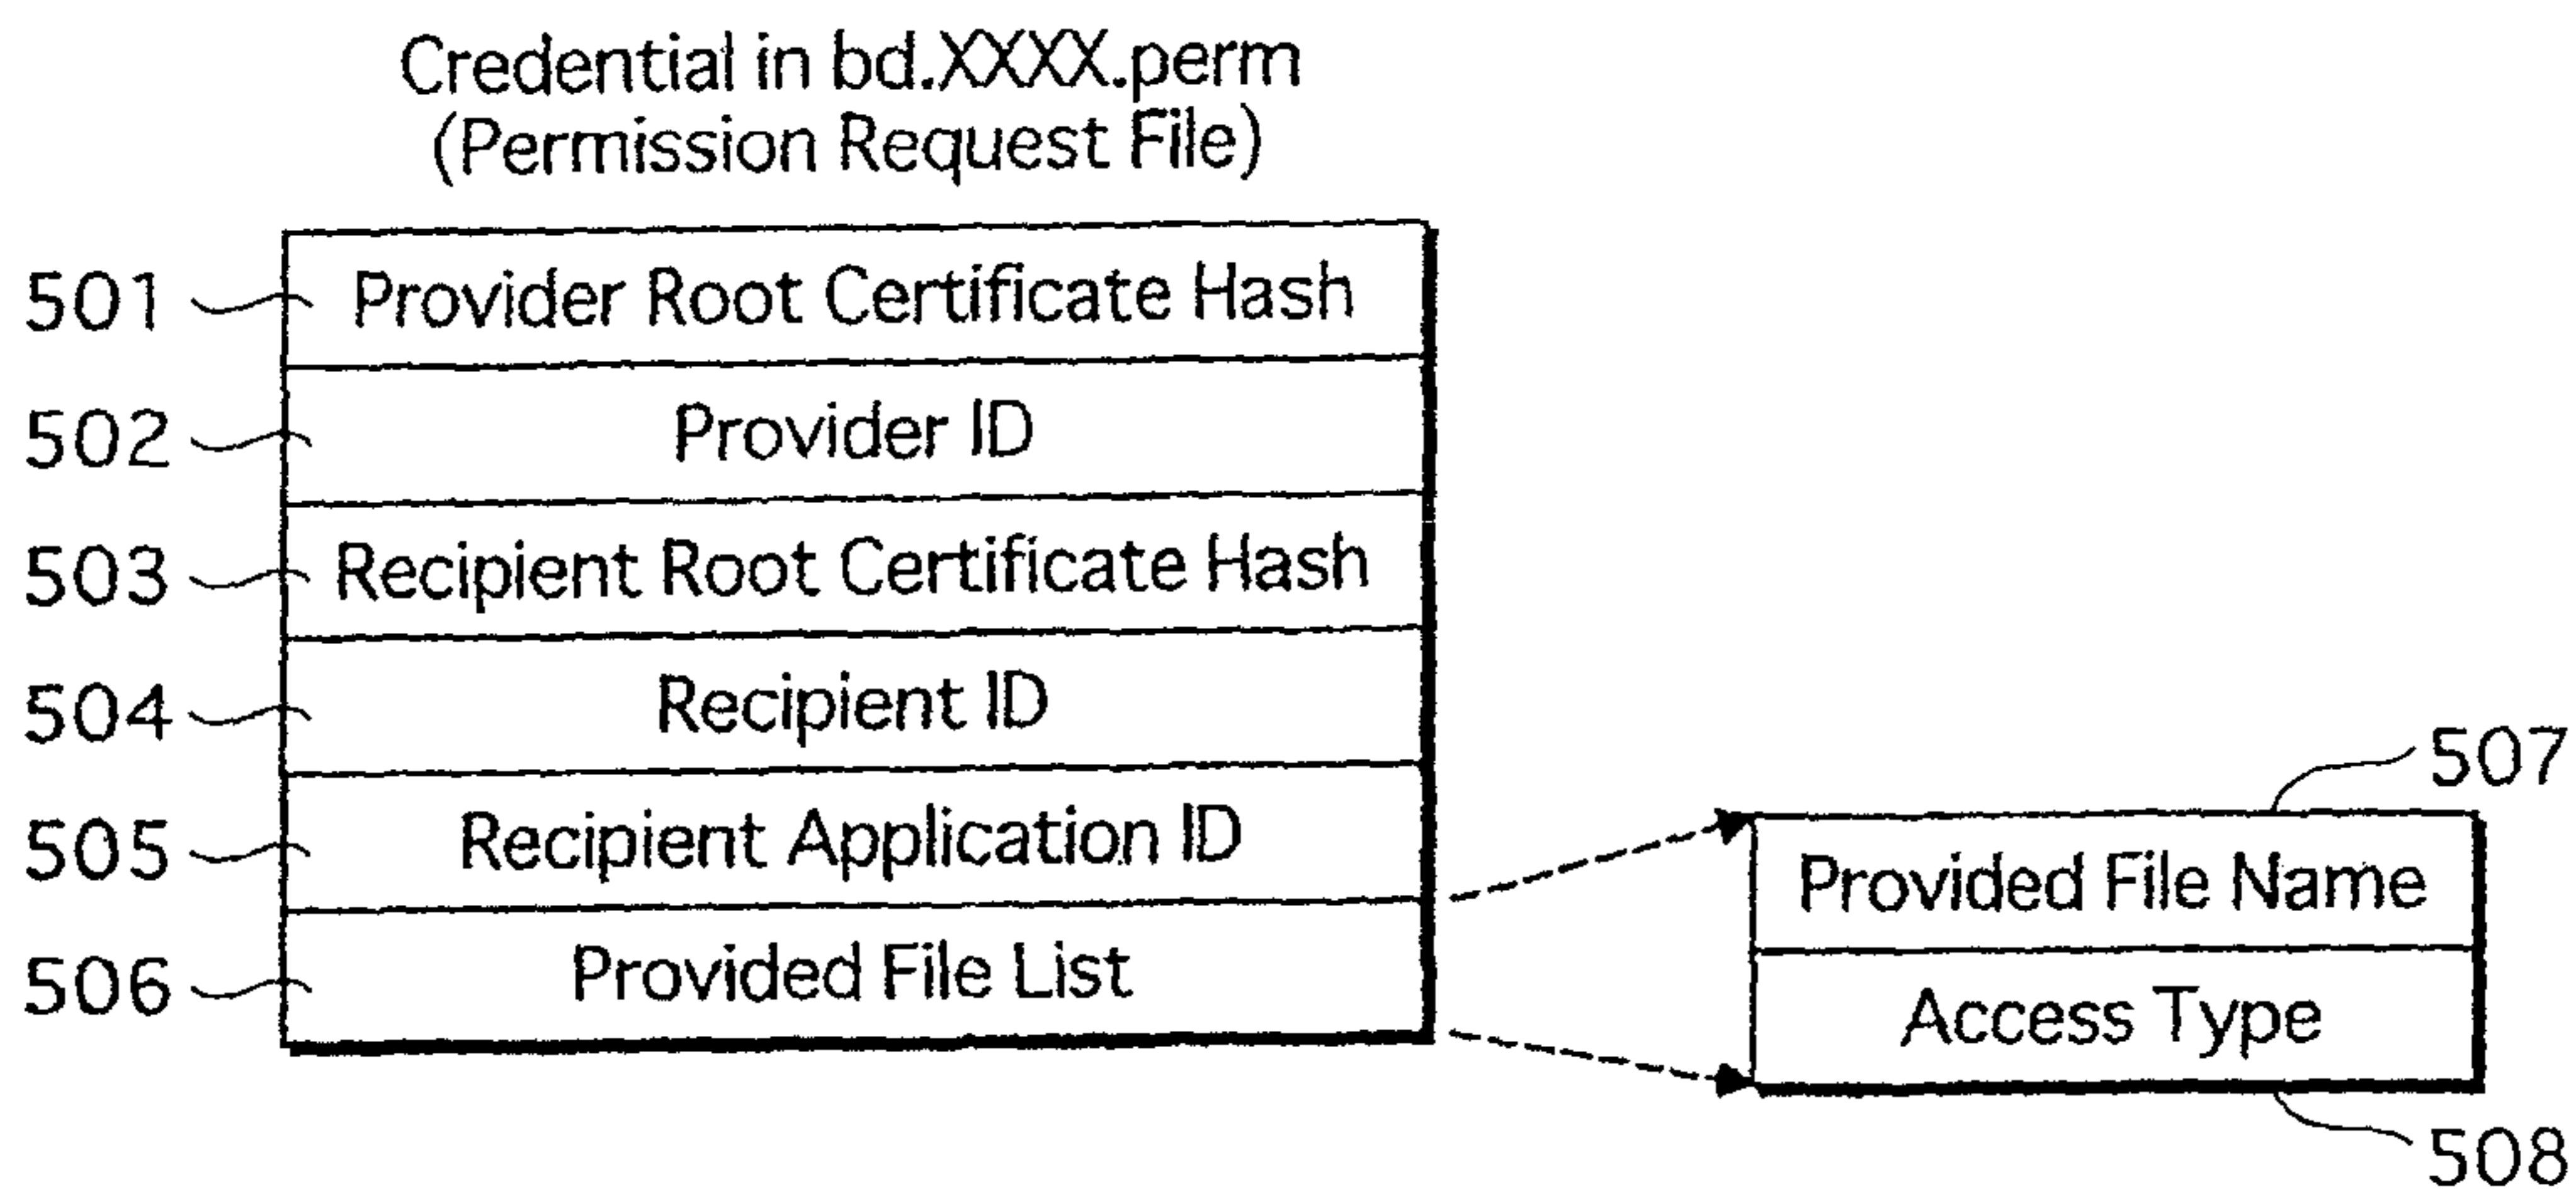 Credential in bd.XXXX.perm
(Permission Request File)
501 Provider Root Certificate Hash
502 Provider ID
503 Recipient Root Certificate Hash
504 Recipient ID
505 Recipient Application ID
506 Provided File List
507
Provided File Name
Access Type
508